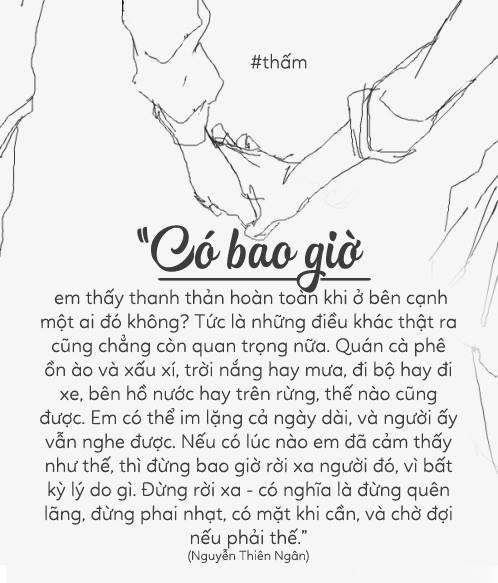 #thấm
"Có bao giờ
em thấy thanh thản hoàn toàn khi ở bên cạnh
một ai đó không? Tức là những điều khác thật ra
cũng chẳng còn quan trọng nữa. Quán cà phê
ồn ào và xấu xí, trời nắng hay mưa, đi bộ hay đi
xe, bên hồ nước hay trên rừng, thế nào cũng
được. Em có thể im lặng cả ngày dài, và người ấy
vẫn nghe được. Nếu có lúc nào em đã cảm thấy
như thế, thì đừng bao giờ rời xa người đó, vì bất
kỳ lý do gì. Đừng rời xa - có nghĩa là đừng quên
lãng, đừng phai nhạt, có mặt khi cần, và chờ đợi
nếu phải thế."
(Nguyễn Thiên Ngân)